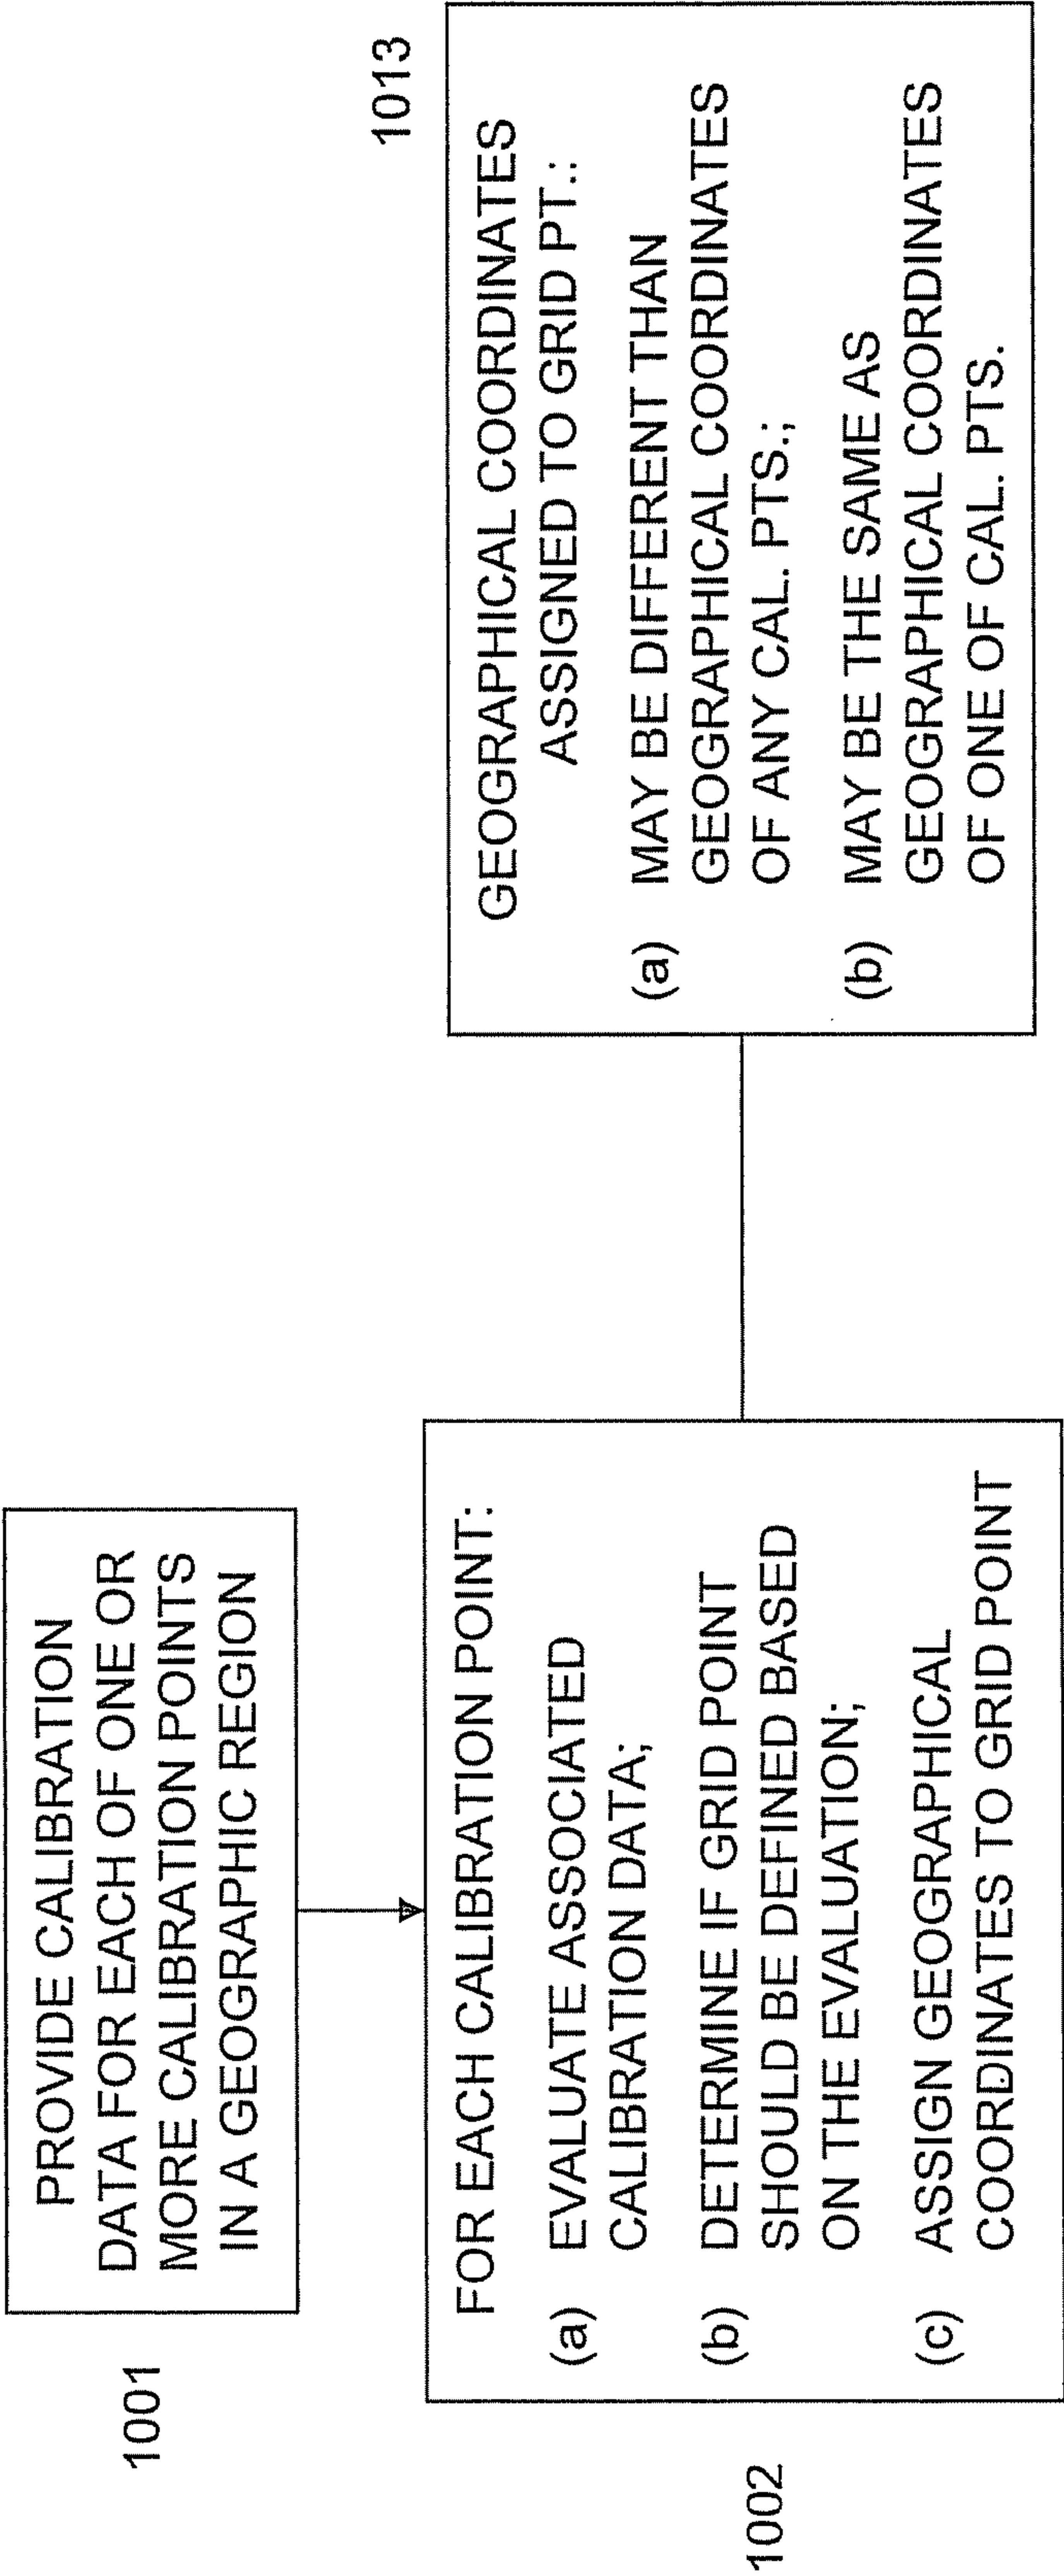 1001
PROVIDE CALIBRATION
DATA FOR EACH OF ONE OR
MORE CALIBRATION POINTS
IN A GEOGRAPHIC REGION
1002
FOR EACH CALIBRATION POINT:
(a) EVALUATE ASSOCIATED
CALIBRATION DATA;
(b) DETERMINE IF GRID POINT
SHOULD BE DEFINED BASED
ON THE EVALUATION;
(c) ASSIGN GEOGRAPHICAL
COORDINATES TO GRID POINT
1013
GEOGRAPHICAL COORDINATES
ASSIGNED TO GRID PT.:
(a) MAY BE DIFFERENT THAN
GEOGRAPHICAL COORDINATES
OF ANY CAL. PTS.;
(b) MAY BE THE SAME AS
GEOGRAPHICAL COORDINATES
OF ONE OF CAL. PTS.